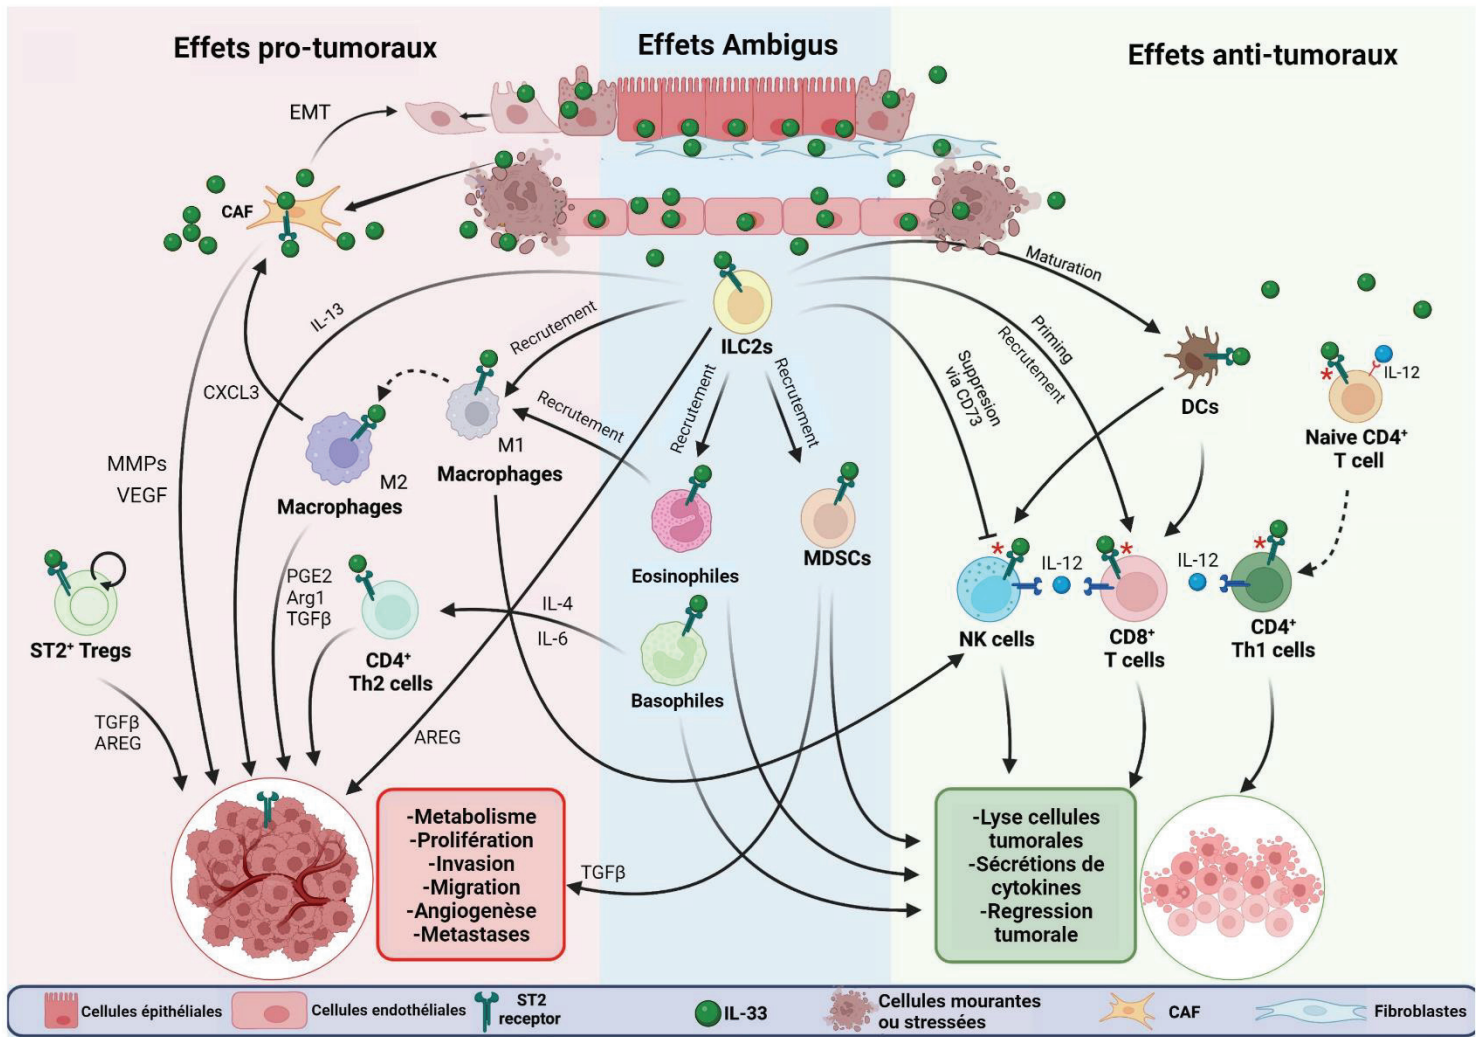 Effets pro-tumoraux
Effets Ambigus
Effets anti-tumoraux
EMT
CAF
IL-13
Recrutement
ILC2s
Maturation
Priming
Recrutement
Suppresion
via CD73
DCs
IL-12
Naive CD4⁺
T cell
CXCL3
M1
Macrophages
M2
Macrophages
Recrutement
Recrutement
Recrutement
MMPs
VEGF
Eosinophiles
MDSCs
ST2⁺ Tregs
PGE2
Arg1
TGFβ
CD4⁺
Th2 cells
IL-4
IL-6
Basophiles
*
*
*
*
IL-12
IL-12
NK cells
CD8⁺
T cells
CD4⁺
Th1 cells
TGFβ
AREG
AREG
TGFβ
-Metabolisme
-Prolifération
-Invasion
-Migration
-Angiogenèse
-Metastases
-Lyse cellules
tumorales
-Sécrétions de
cytokines
-Regression
tumorale
Cellules épithéliales
Cellules endothéliales
ST2
receptor
IL-33
Cellules mourantes
ou stressées
CAF
Fibroblastes